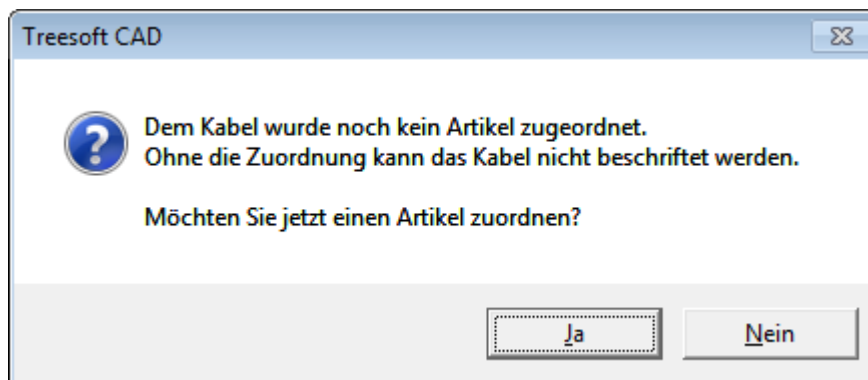 Treesoft CAD
Dem Kabel wurde noch kein Artikel zugeordnet.
Ohne die Zuordnung kann das Kabel nicht beschriftet werden.
Möchten Sie jetzt einen Artikel zuordnen?
Ja Nein